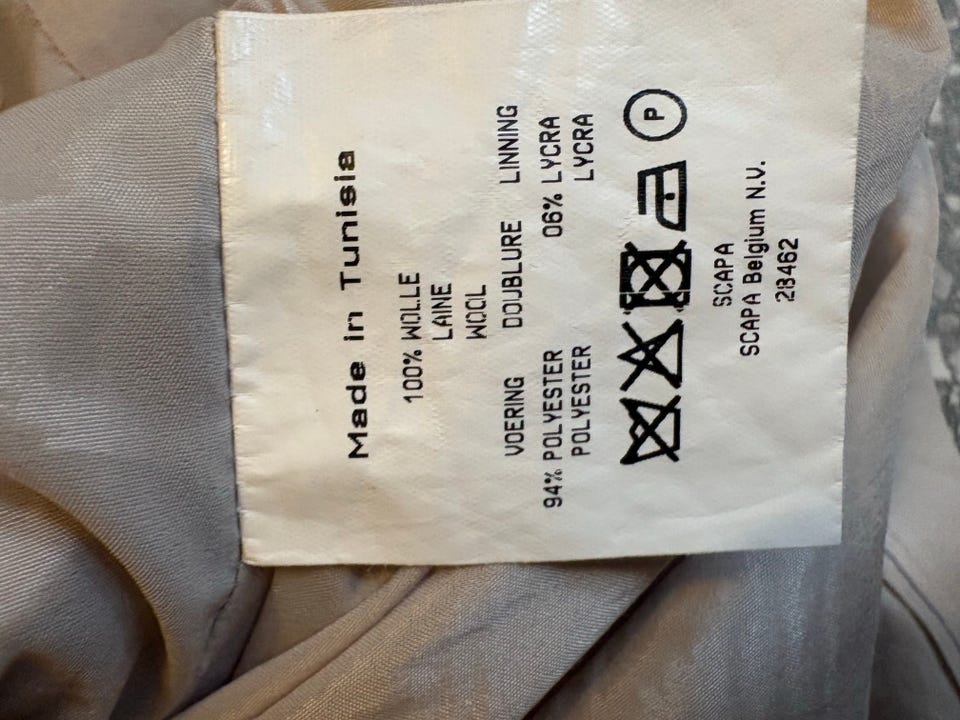 Made in Tunisia
100% WOLLE
LAINE
WOOL
VOERING DOUBLURE LINNING
94% POLYESTER 06% LYCRA
POLYESTER LYCRA
P
SCAPA
SCAPA Belgium N.V.
28462